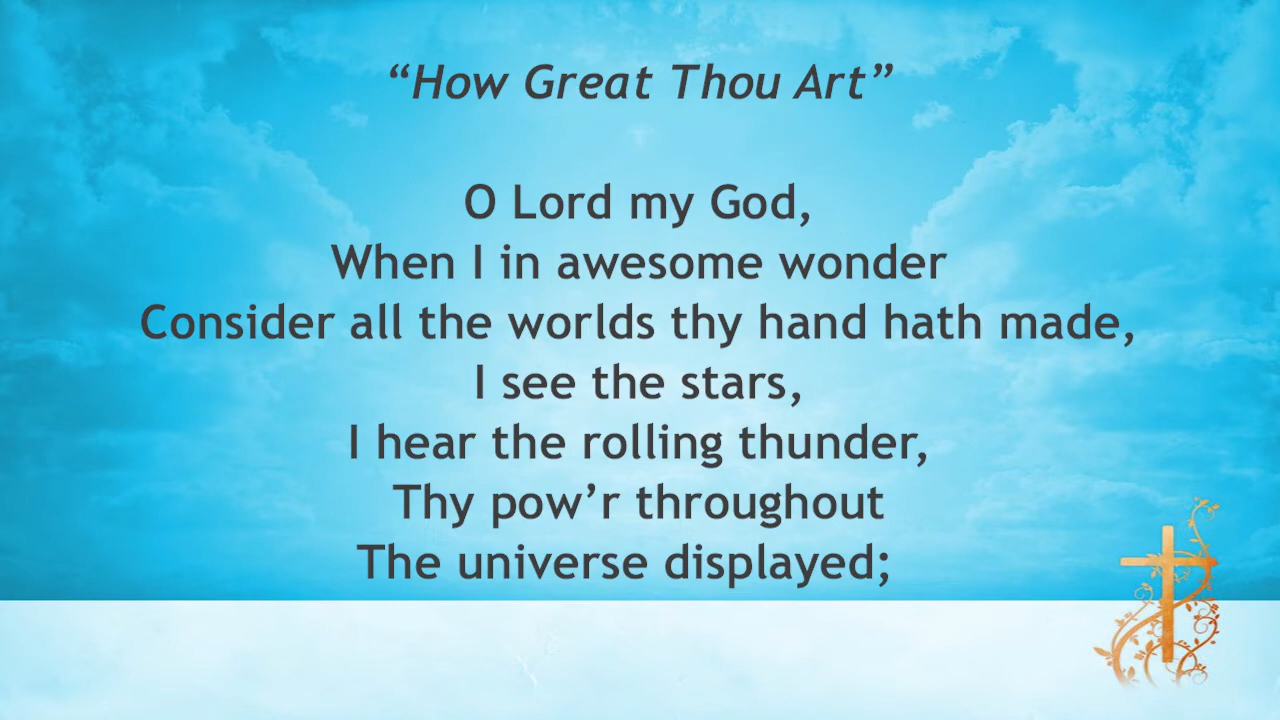 “How Great Thou Art”
O Lord my God,
When I in awesome wonder
Consider all the worlds thy hand hath made,
I see the stars,
I hear the rolling thunder,
Thy pow’r throughout
The universe displayed;